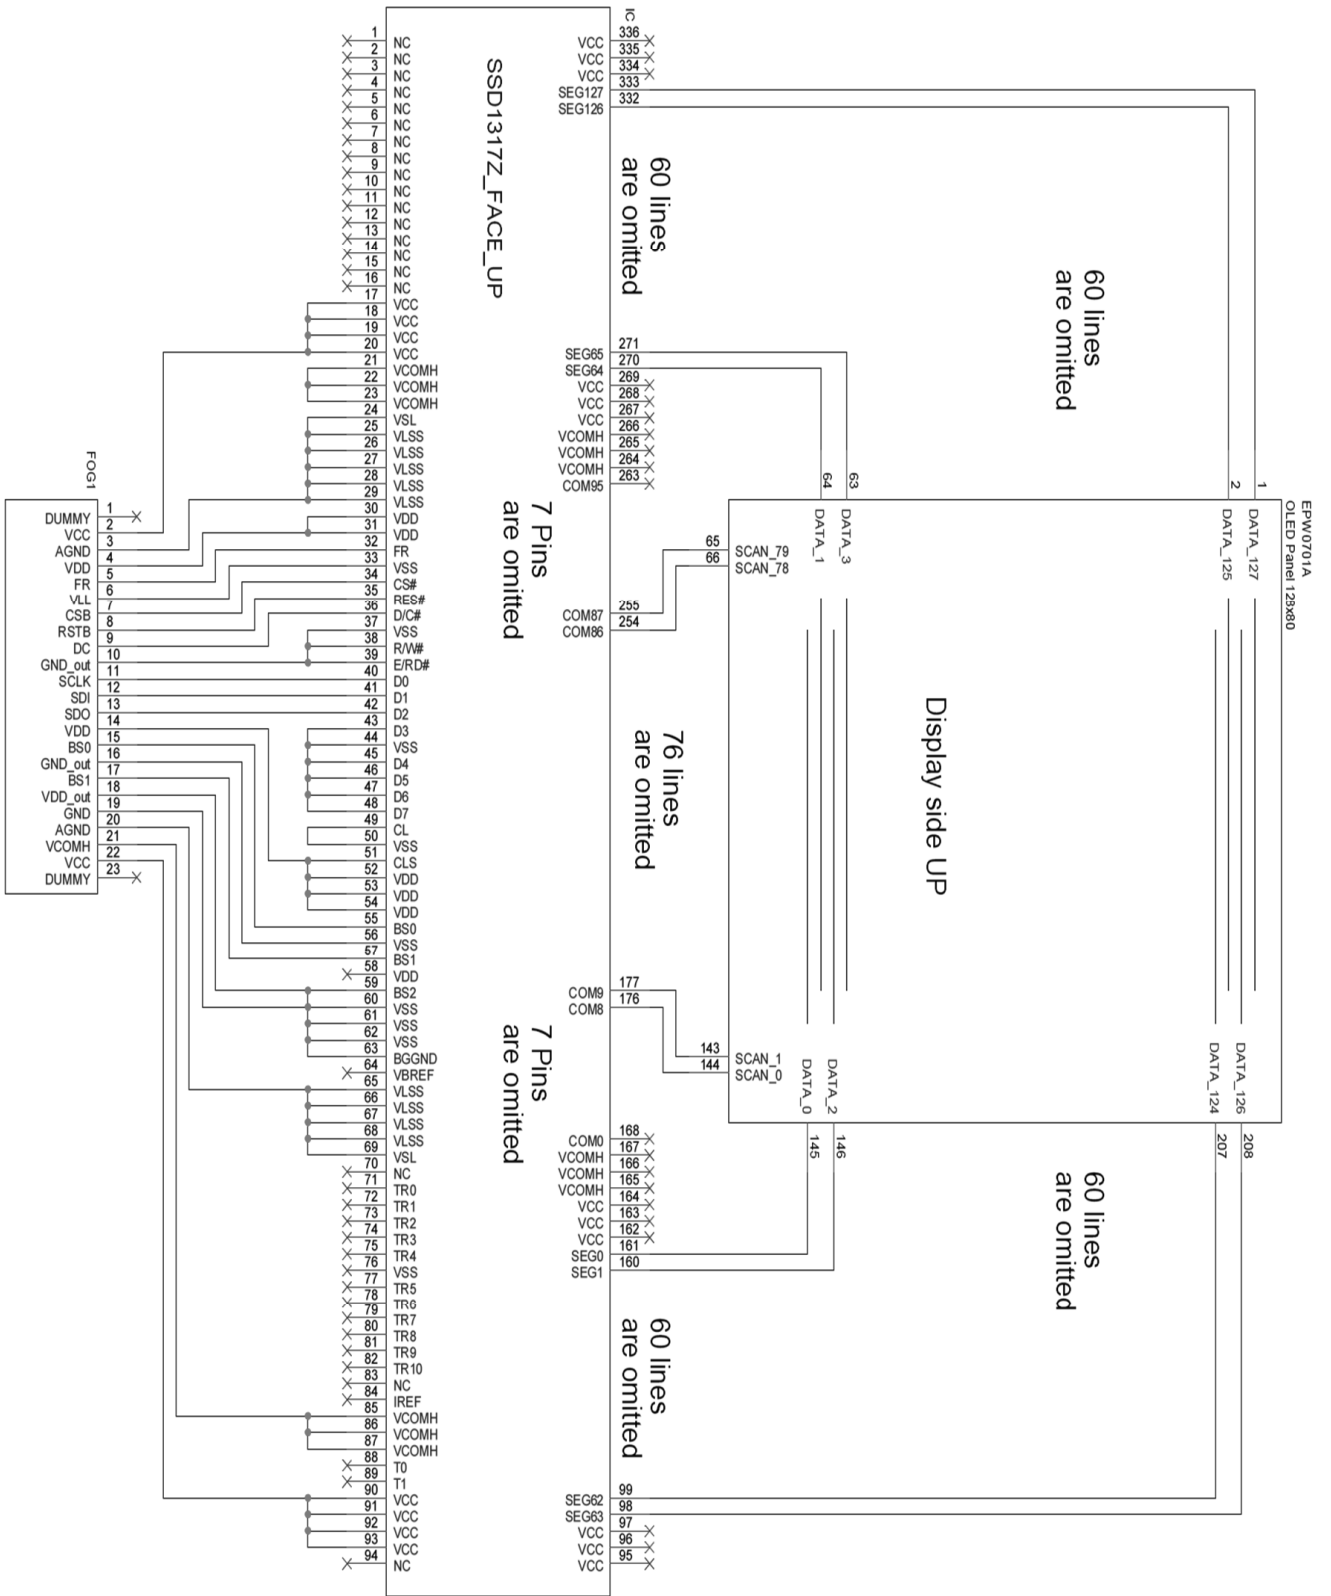 IC
SSD1317Z_FACE_UP
1 NC
2 NC
3 NC
4 NC
5 NC
6 NC
7 NC
8 NC
9 NC
10 NC
11 NC
12 NC
13 NC
14 NC
15 NC
16 NC
17 VCC
18 VCC
19 VCC
20 VCC
21 VCOMH
22 VCOMH
23 VCOMH
24 VSL
25 VLSS
26 VLSS
27 VLSS
28 VLSS
29 VLSS
30 VDD
31 VDD
32 FR
33 VSS
34 CS#
35 RES#
36 D/C#
37 VSS
38 R/W#
39 E/RD#
40 D0
41 D1
42 D2
43 D3
44 VSS
45 D4
46 D5
47 D6
48 D7
49 CL
50 VSS
51 CLS
52 VDD
53 VDD
54 VDD
55 BS0
56 VSS
57 BS1
58 VDD
59 BS2
60 VSS
61 VSS
62 VSS
63 BGGND
64 VBREF
65 VLSS
66 VLSS
67 VLSS
68 VLSS
69 VSL
70 NC
71 TR0
72 TR1
73 TR2
74 TR3
75 TR4
76 VSS
77 TR5
78 TR6
79 TR7
80 TR8
81 TR9
82 TR10
83 NC
84 IREF
85 VCOMH
86 VCOMH
87 VCOMH
88 T0
89 T1
90 VCC
91 VCC
92 VCC
93 VCC
94 NC
VCC 336
VCC 335
VCC 334
SEG127 333
SEG126 332
60 lines
are omitted
SEG65 271
SEG64 270
VCC 269
VCC 268
VCC 267
VCOMH 266
VCOMH 265
VCOMH 264
COM95 263
7 Pins
are omitted
COM87 255
COM86 254
76 lines
are omitted
COM9 177
COM8 176
7 Pins
are omitted
COM0 168
VCOMH 167
VCOMH 166
VCOMH 165
VCC 164
VCC 163
VCC 162
SEG0 161
SEG1 160
60 lines
are omitted
SEG62 99
SEG63 98
VCC 97
VCC 96
VCC 95
FOG1
DUMMY 1
VCC 2
AGND 3
VDD 4
FR 5
VLL 6
CSB 7
RSTB 8
DC 9
GND_out 10
SCLK 11
SDI 12
SDO 13
VDD 14
BS0 15
GND_out 16
BS1 17
VDD_out 18
GND 19
AGND 20
VCOMH 21
VCC 22
DUMMY 23
EPW0701A
OLED Panel 128x80
60 lines
are omitted
1 DATA_127
2 DATA_125
63 DATA_3
64 DATA_1
65 SCAN_79
66 SCAN_78
Display side UP
143 SCAN_1
144 SCAN_0
DATA_0 145
DATA_2 146
DATA_124 207
DATA_126 208
60 lines
are omitted